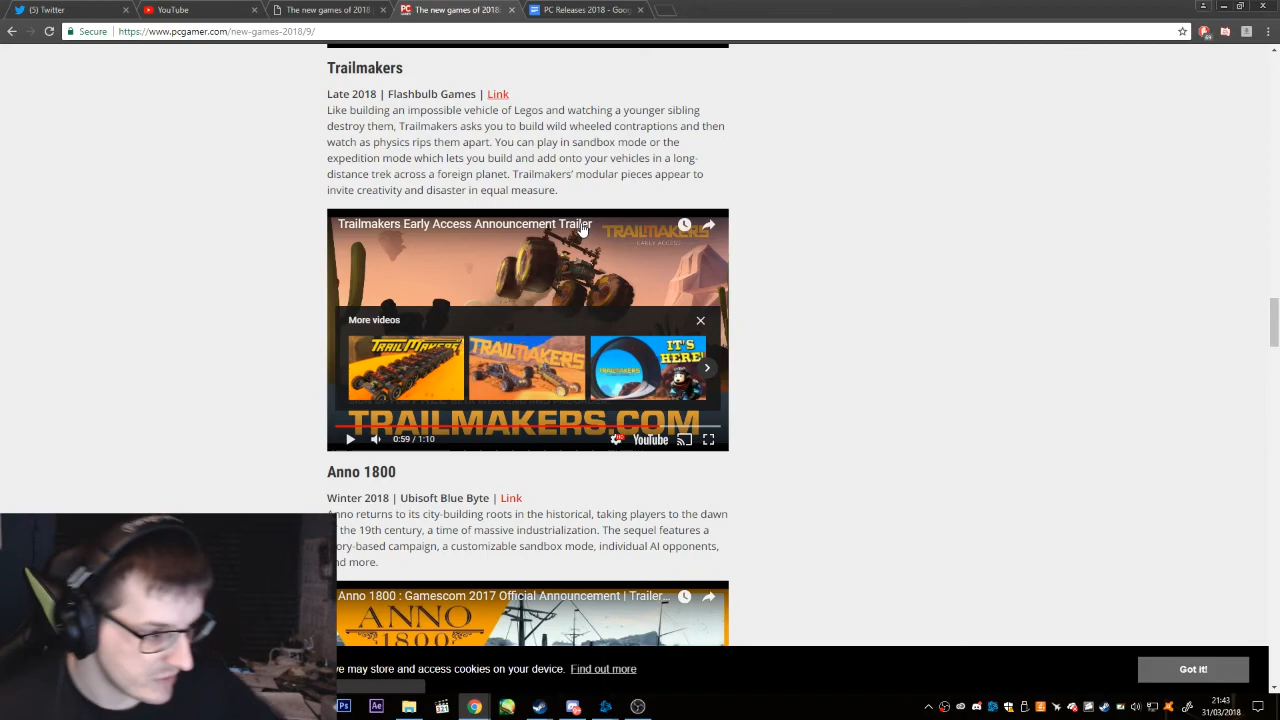 (5) Twitter
YouTube
The new games of 2018
The new games of 2018:
PC Releases 2018 - Goog
Secure
https://www.pcgamer.com/new-games-2018/9/
Trailmakers
Late 2018 | Flashbulb Games | Link
Like building an impossible vehicle of Legos and watching a younger sibling
destroy them, Trailmakers asks you to build wild wheeled contraptions and then
watch as physics rips them apart. You can play in sandbox mode or the
expedition mode which lets you build and add onto your vehicles in a long-
distance trek across a foreign planet. Trailmakers' modular pieces appear to
invite creativity and disaster in equal measure.
Trailmakers Early Access Announcement Trailer
TRAILMAKERS
EARLY ACCESS
More videos
TRAILMAKERS
TRAILMAKERS
IT'S
HERE!
TRAILMAKERS
TRAILMAKERS.COM
0:59 / 1:10
HD
YouTube
Anno 1800
Winter 2018 | Ubisoft Blue Byte | Link
Anno returns to its city-building roots in the historical, taking players to the dawn
the 19th century, a time of massive industrialization. The sequel features a
ory-based campaign, a customizable sandbox mode, individual AI opponents,
nd more.
Anno 1800 : Gamescom 2017 Official Announcement | Trailer...
ANNO
1800
we may store and access cookies on your device. Find out more
Got it!
Ps
Ae
21:43
31/03/2018